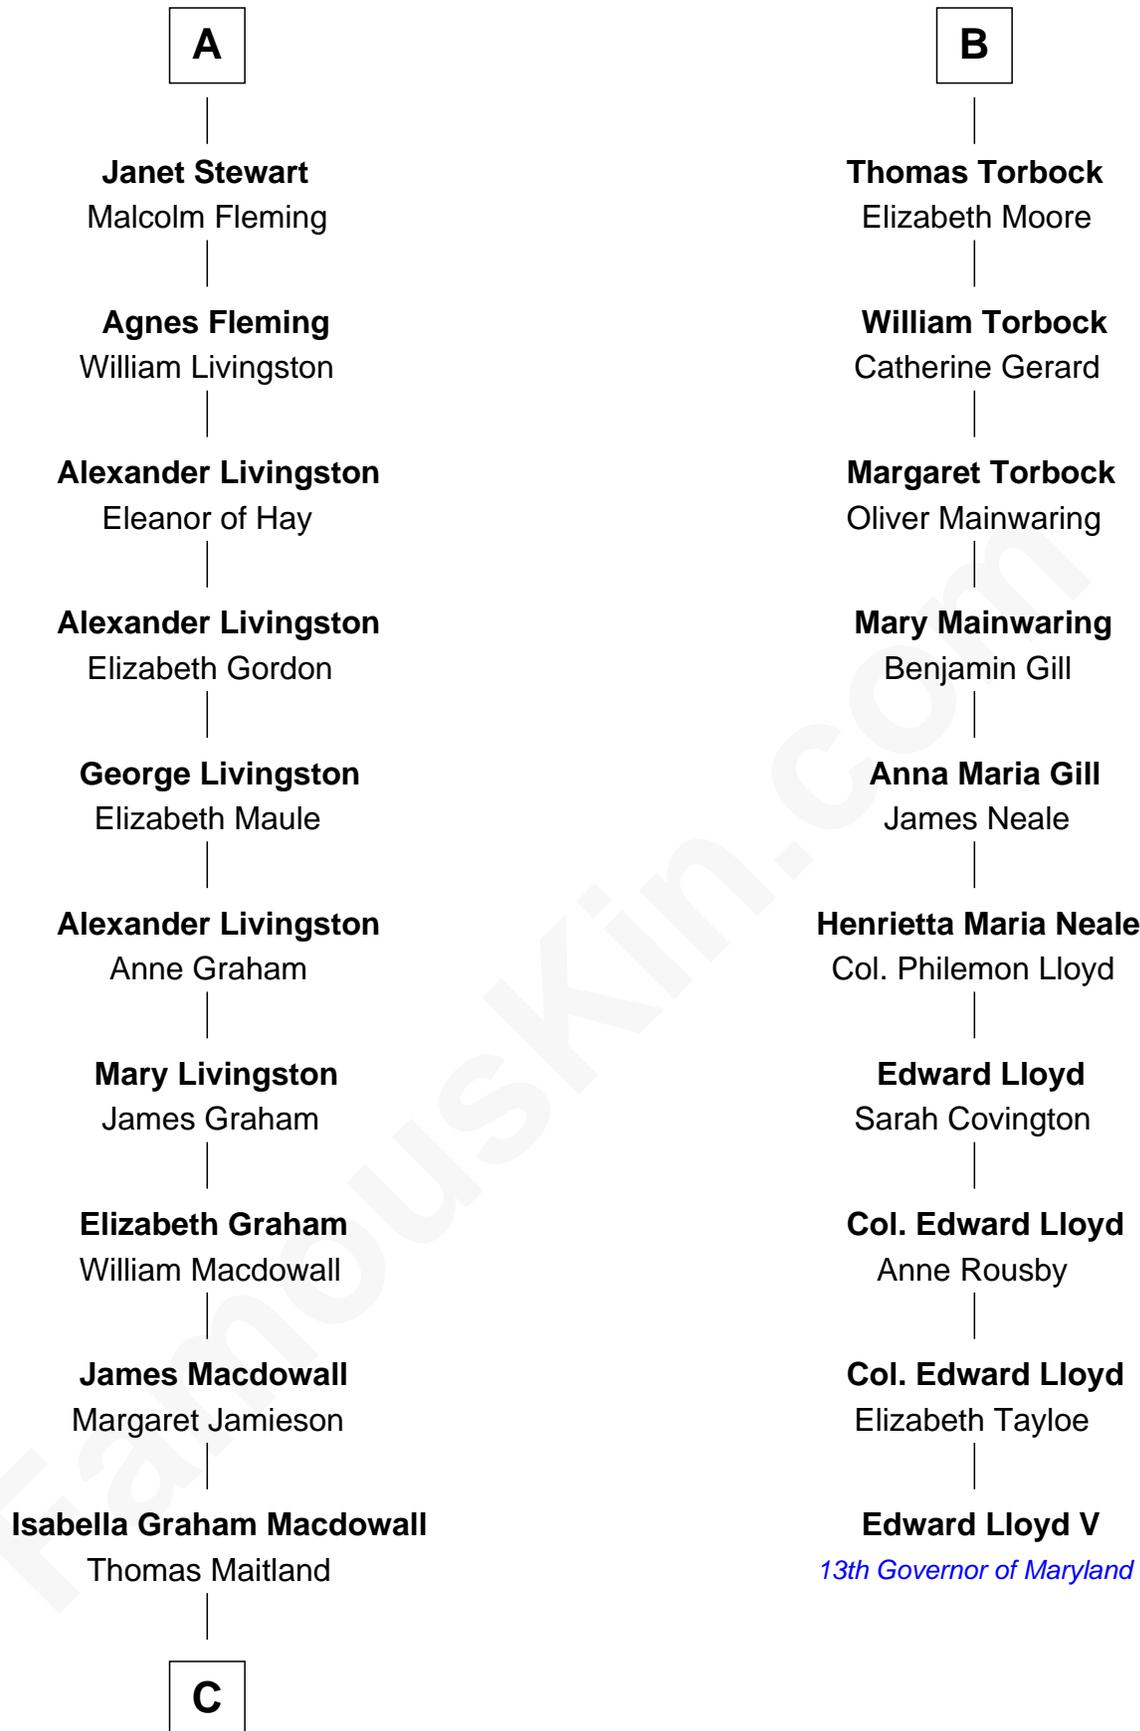 A
Janet Stewart
Malcolm Fleming
Agnes Fleming
William Livingston
Alexander Livingston
Eleanor of Hay
Alexander Livingston
Elizabeth Gordon
George Livingston
Elizabeth Maule
Alexander Livingston
Anne Graham
Mary Livingston
James Graham
Elizabeth Graham
William Macdowall
James Macdowall
Margaret Jamieson
Isabella Graham Macdowall
Thomas Maitland
C
B
Thomas Torbock
Elizabeth Moore
William Torbock
Catherine Gerard
Margaret Torbock
Oliver Mainwaring
Mary Mainwaring
Benjamin Gill
Anna Maria Gill
James Neale
Henrietta Maria Neale
Col. Philemon Lloyd
Edward Lloyd
Sarah Covington
Col. Edward Lloyd
Anne Rousby
Col. Edward Lloyd
Elizabeth Tayloe
Edward Lloyd V
13th Governor of Maryland
FamousKin.com